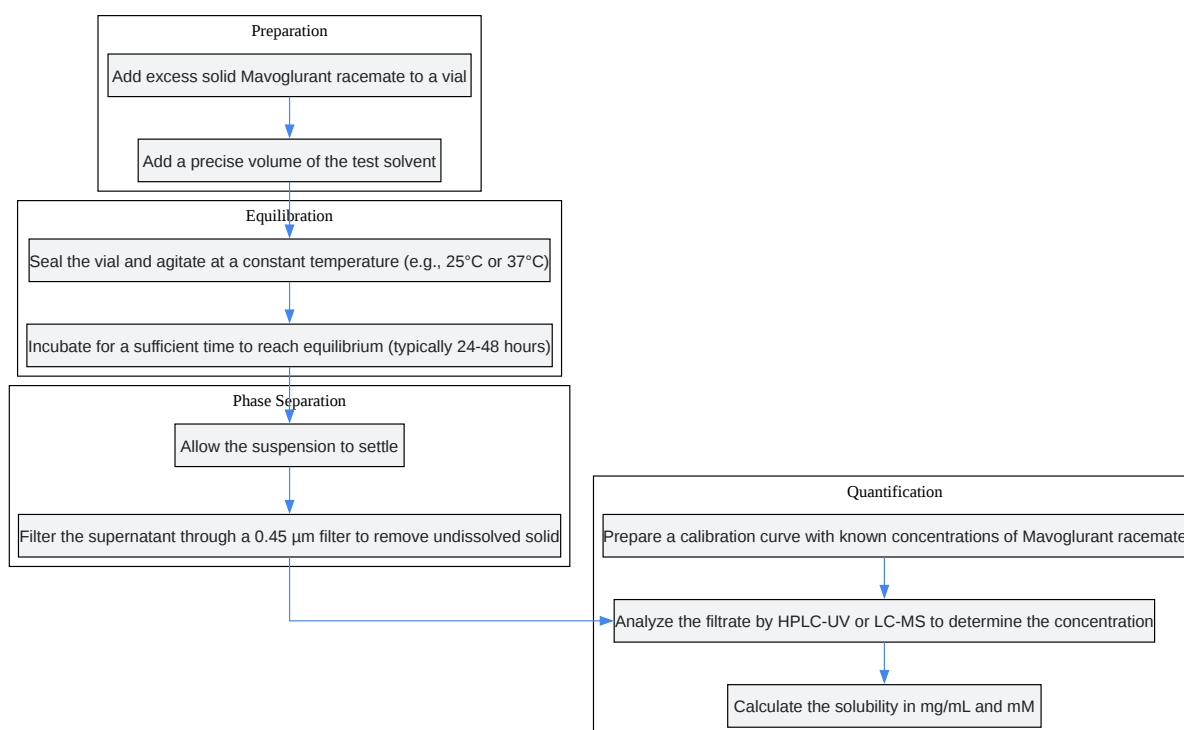 Preparation
Add excess solid Mavoglurant racemate to a vial
Add a precise volume of the test solvent
Equilibration
Seal the vial and agitate at a constant temperature (e.g., 25°C or 37°C)
Incubate for a sufficient time to reach equilibrium (typically 24-48 hours)
Phase Separation
Allow the suspension to settle
Filter the supernatant through a 0.45 µm filter to remove undissolved solid
Quantification
Prepare a calibration curve with known concentrations of Mavoglurant racemate
Analyze the filtrate by HPLC-UV or LC-MS to determine the concentration
Calculate the solubility in mg/mL and mM